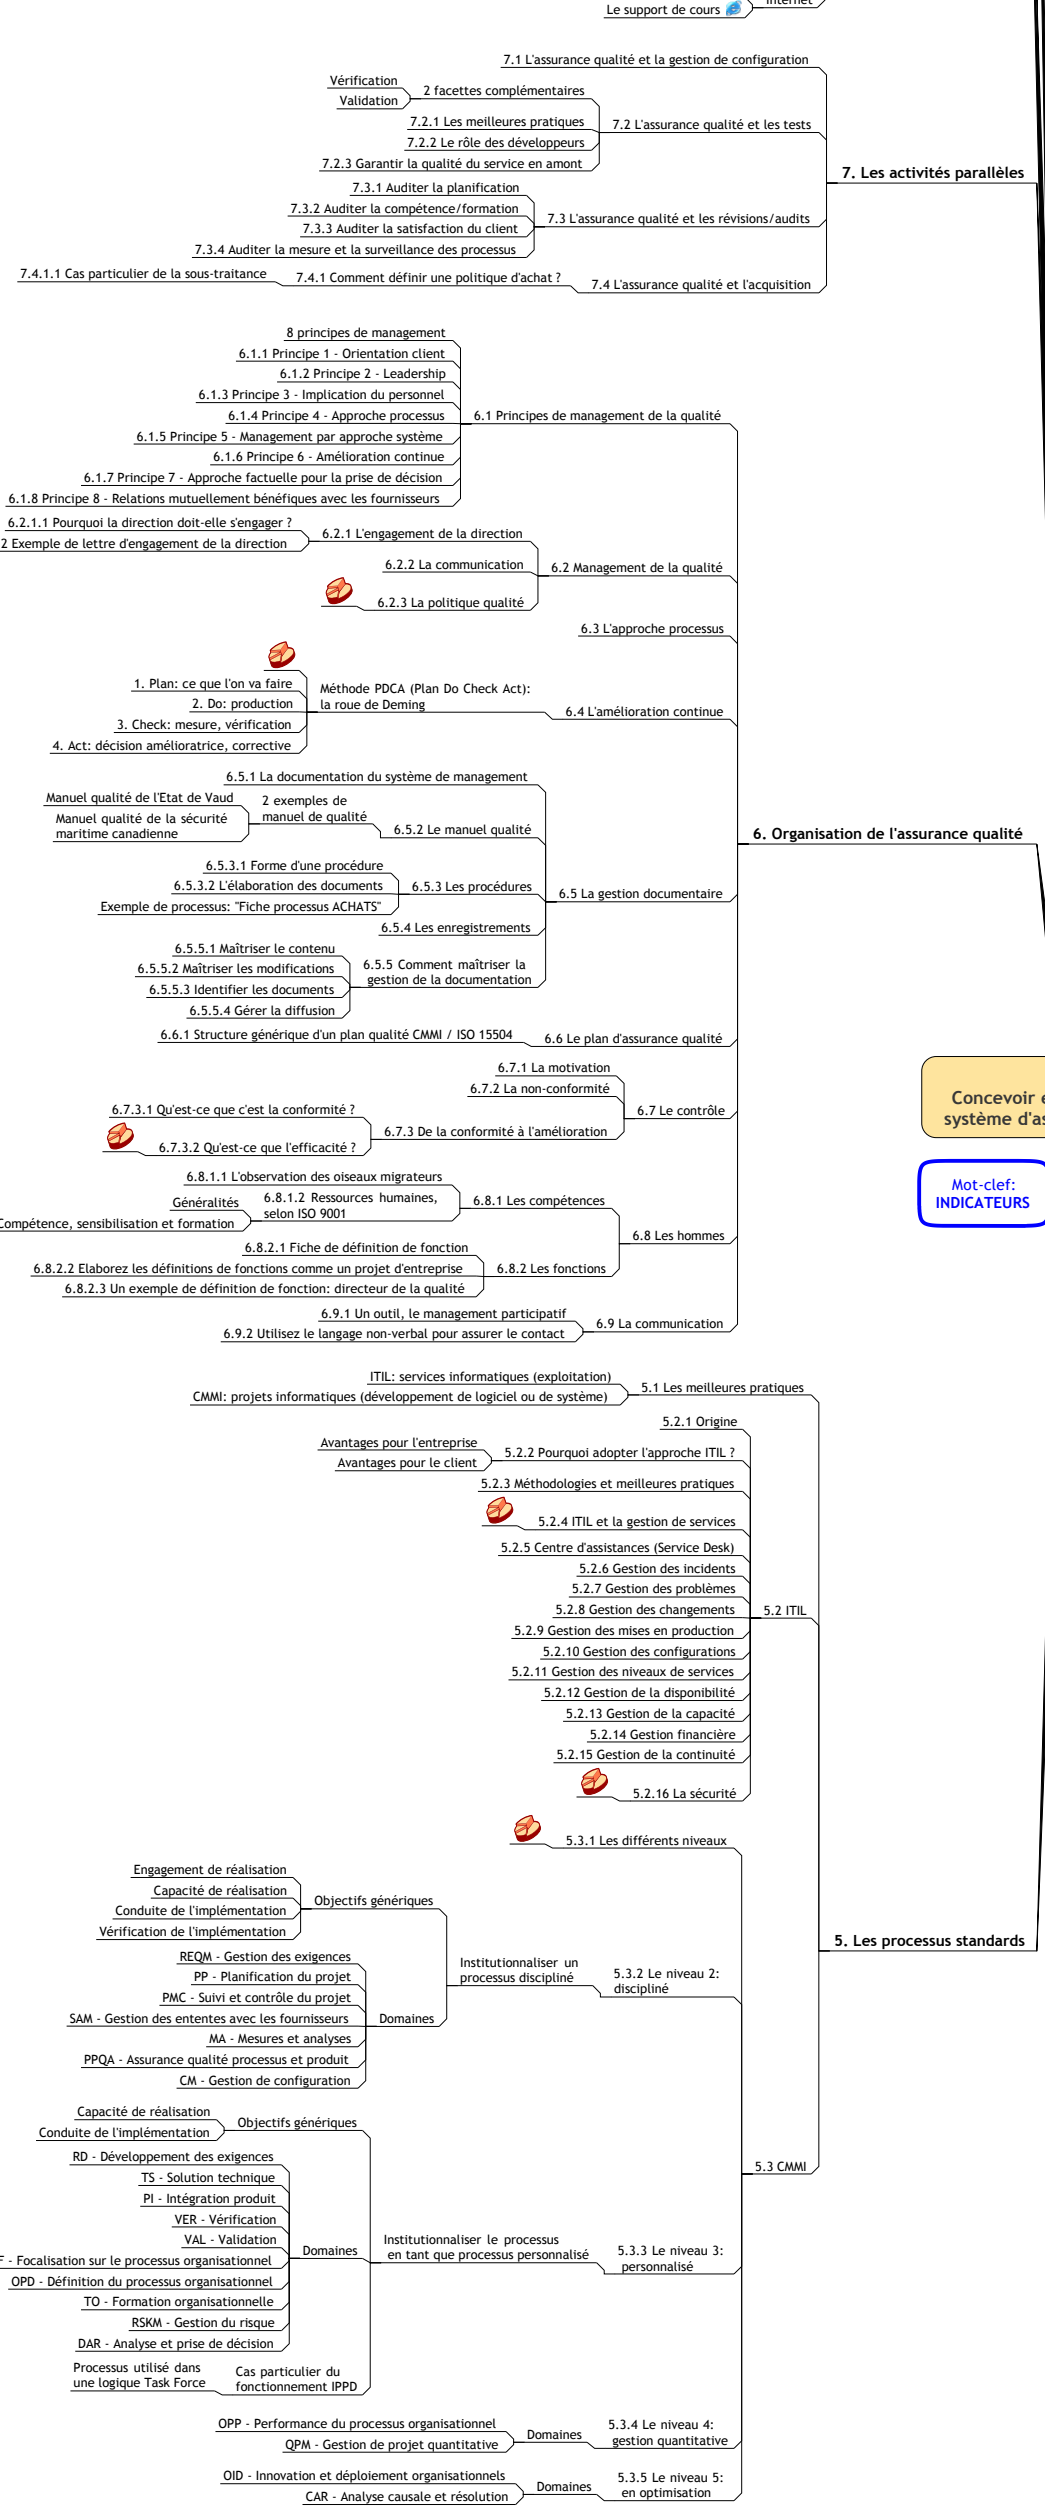 Internet
Le support de cours
7.1 L'assurance qualité et la gestion de configuration
Vérification
Validation
2 facettes complémentaires
7.2.1 Les meilleures pratiques
7.2.2 Le rôle des développeurs
7.2.3 Garantir la qualité du service en amont
7.2 L'assurance qualité et les tests
7. Les activités parallèles
7.3.1 Auditer la planification
7.3.2 Auditer la compétence/formation
7.3.3 Auditer la satisfaction du client
7.3.4 Auditer la mesure et la surveillance des processus
7.3 L'assurance qualité et les révisions/audits
7.4.1.1 Cas particulier de la sous-traitance
7.4.1 Comment définir une politique d'achat ?
7.4 L'assurance qualité et l'acquisition
8 principes de management
6.1.1 Principe 1 - Orientation client
6.1.2 Principe 2 - Leadership
6.1.3 Principe 3 - Implication du personnel
6.1.4 Principe 4 - Approche processus
6.1.5 Principe 5 - Management par approche système
6.1.6 Principe 6 - Amélioration continue
6.1.7 Principe 7 - Approche factuelle pour la prise de décision
6.1.8 Principe 8 - Relations mutuellement bénéfiques avec les fournisseurs
6.1 Principes de management de la qualité
6.2.1.1 Pourquoi la direction doit-elle s'engager ?
2 Exemple de lettre d'engagement de la direction
6.2.1 L'engagement de la direction
6.2.2 La communication
6.2.3 La politique qualité
6.2 Management de la qualité
6.3 L'approche processus
1. Plan: ce que l'on va faire
2. Do: production
3. Check: mesure, vérification
4. Act: décision amélioratrice, corrective
Méthode PDCA (Plan Do Check Act):
la roue de Deming
6.4 L'amélioration continue
6.5.1 La documentation du système de management
Manuel qualité de l'Etat de Vaud
Manuel qualité de la sécurité
maritime canadienne
2 exemples de
manuel de qualité
6.5.2 Le manuel qualité
6. Organisation de l'assurance qualité
6.5.3.1 Forme d'une procédure
6.5.3.2 L'élaboration des documents
Exemple de processus: "Fiche processus ACHATS"
6.5.3 Les procédures
6.5 La gestion documentaire
6.5.4 Les enregistrements
6.5.5.1 Maîtriser le contenu
6.5.5.2 Maîtriser les modifications
6.5.5.3 Identifier les documents
6.5.5.4 Gérer la diffusion
6.5.5 Comment maîtriser la
gestion de la documentation
6.6.1 Structure générique d'un plan qualité CMMI / ISO 15504
6.6 Le plan d'assurance qualité
6.7.1 La motivation
6.7.2 La non-conformité
6.7.3.1 Qu'est-ce que c'est la conformité ?
6.7.3.2 Qu'est-ce que l'efficacité ?
6.7.3 De la conformité à l'amélioration
6.7 Le contrôle
Concevoir
système d'as
Mot-clef:
INDICATEURS
6.8.1.1 L'observation des oiseaux migrateurs
Généralités
Compétence, sensibilisation et formation
6.8.1.2 Ressources humaines,
selon ISO 9001
6.8.1 Les compétences
6.8.2.1 Fiche de définition de fonction
6.8.2.2 Elaborez les définitions de fonctions comme un projet d'entreprise
6.8.2.3 Un exemple de définition de fonction: directeur de la qualité
6.8.2 Les fonctions
6.8 Les hommes
6.9.1 Un outil, le management participatif
6.9.2 Utilisez le langage non-verbal pour assurer le contact
6.9 La communication
ITIL: services informatiques (exploitation)
CMMI: projets informatiques (développement de logiciel ou de système)
5.1 Les meilleures pratiques
5.2.1 Origine
Avantages pour l'entreprise
Avantages pour le client
5.2.2 Pourquoi adopter l'approche ITIL ?
5.2.3 Méthodologies et meilleures pratiques
5.2.4 ITIL et la gestion de services
5.2.5 Centre d'assistances (Service Desk)
5.2.6 Gestion des incidents
5.2.7 Gestion des problèmes
5.2.8 Gestion des changements
5.2.9 Gestion des mises en production
5.2.10 Gestion des configurations
5.2.11 Gestion des niveaux de services
5.2.12 Gestion de la disponibilité
5.2.13 Gestion de la capacité
5.2.14 Gestion financière
5.2.15 Gestion de la continuité
5.2.16 La sécurité
5.2 ITIL
5.3.1 Les différents niveaux
Engagement de réalisation
Capacité de réalisation
Conduite de l'implémentation
Vérification de l'implémentation
Objectifs génériques
REQM - Gestion des exigences
PP - Planification du projet
PMC - Suivi et contrôle du projet
SAM - Gestion des ententes avec les fournisseurs
MA - Mesures et analyses
PPQA - Assurance qualité processus et produit
CM - Gestion de configuration
Domaines
Institutionnaliser un
processus discipliné
5.3.2 Le niveau 2:
discipliné
5. Les processus standards
Capacité de réalisation
Conduite de l'implémentation
Objectifs génériques
RD - Développement des exigences
TS - Solution technique
PI - Intégration produit
VER - Vérification
VAL - Validation
F - Focalisation sur le processus organisationnel
OPD - Définition du processus organisationnel
TO - Formation organisationnelle
RSKM - Gestion du risque
DAR - Analyse et prise de décision
Domaines
Processus utilisé dans
une logique Task Force
Cas particulier du
fonctionnement IPPD
Institutionnaliser le processus
en tant que processus personnalisé
5.3.3 Le niveau 3:
personnalisé
5.3 CMMI
OPP - Performance du processus organisationnel
QPM - Gestion de projet quantitative
Domaines
5.3.4 Le niveau 4:
gestion quantitative
OID - Innovation et déploiement organisationnels
CAR - Analyse causale et résolution
Domaines
5.3.5 Le niveau 5:
en optimisation